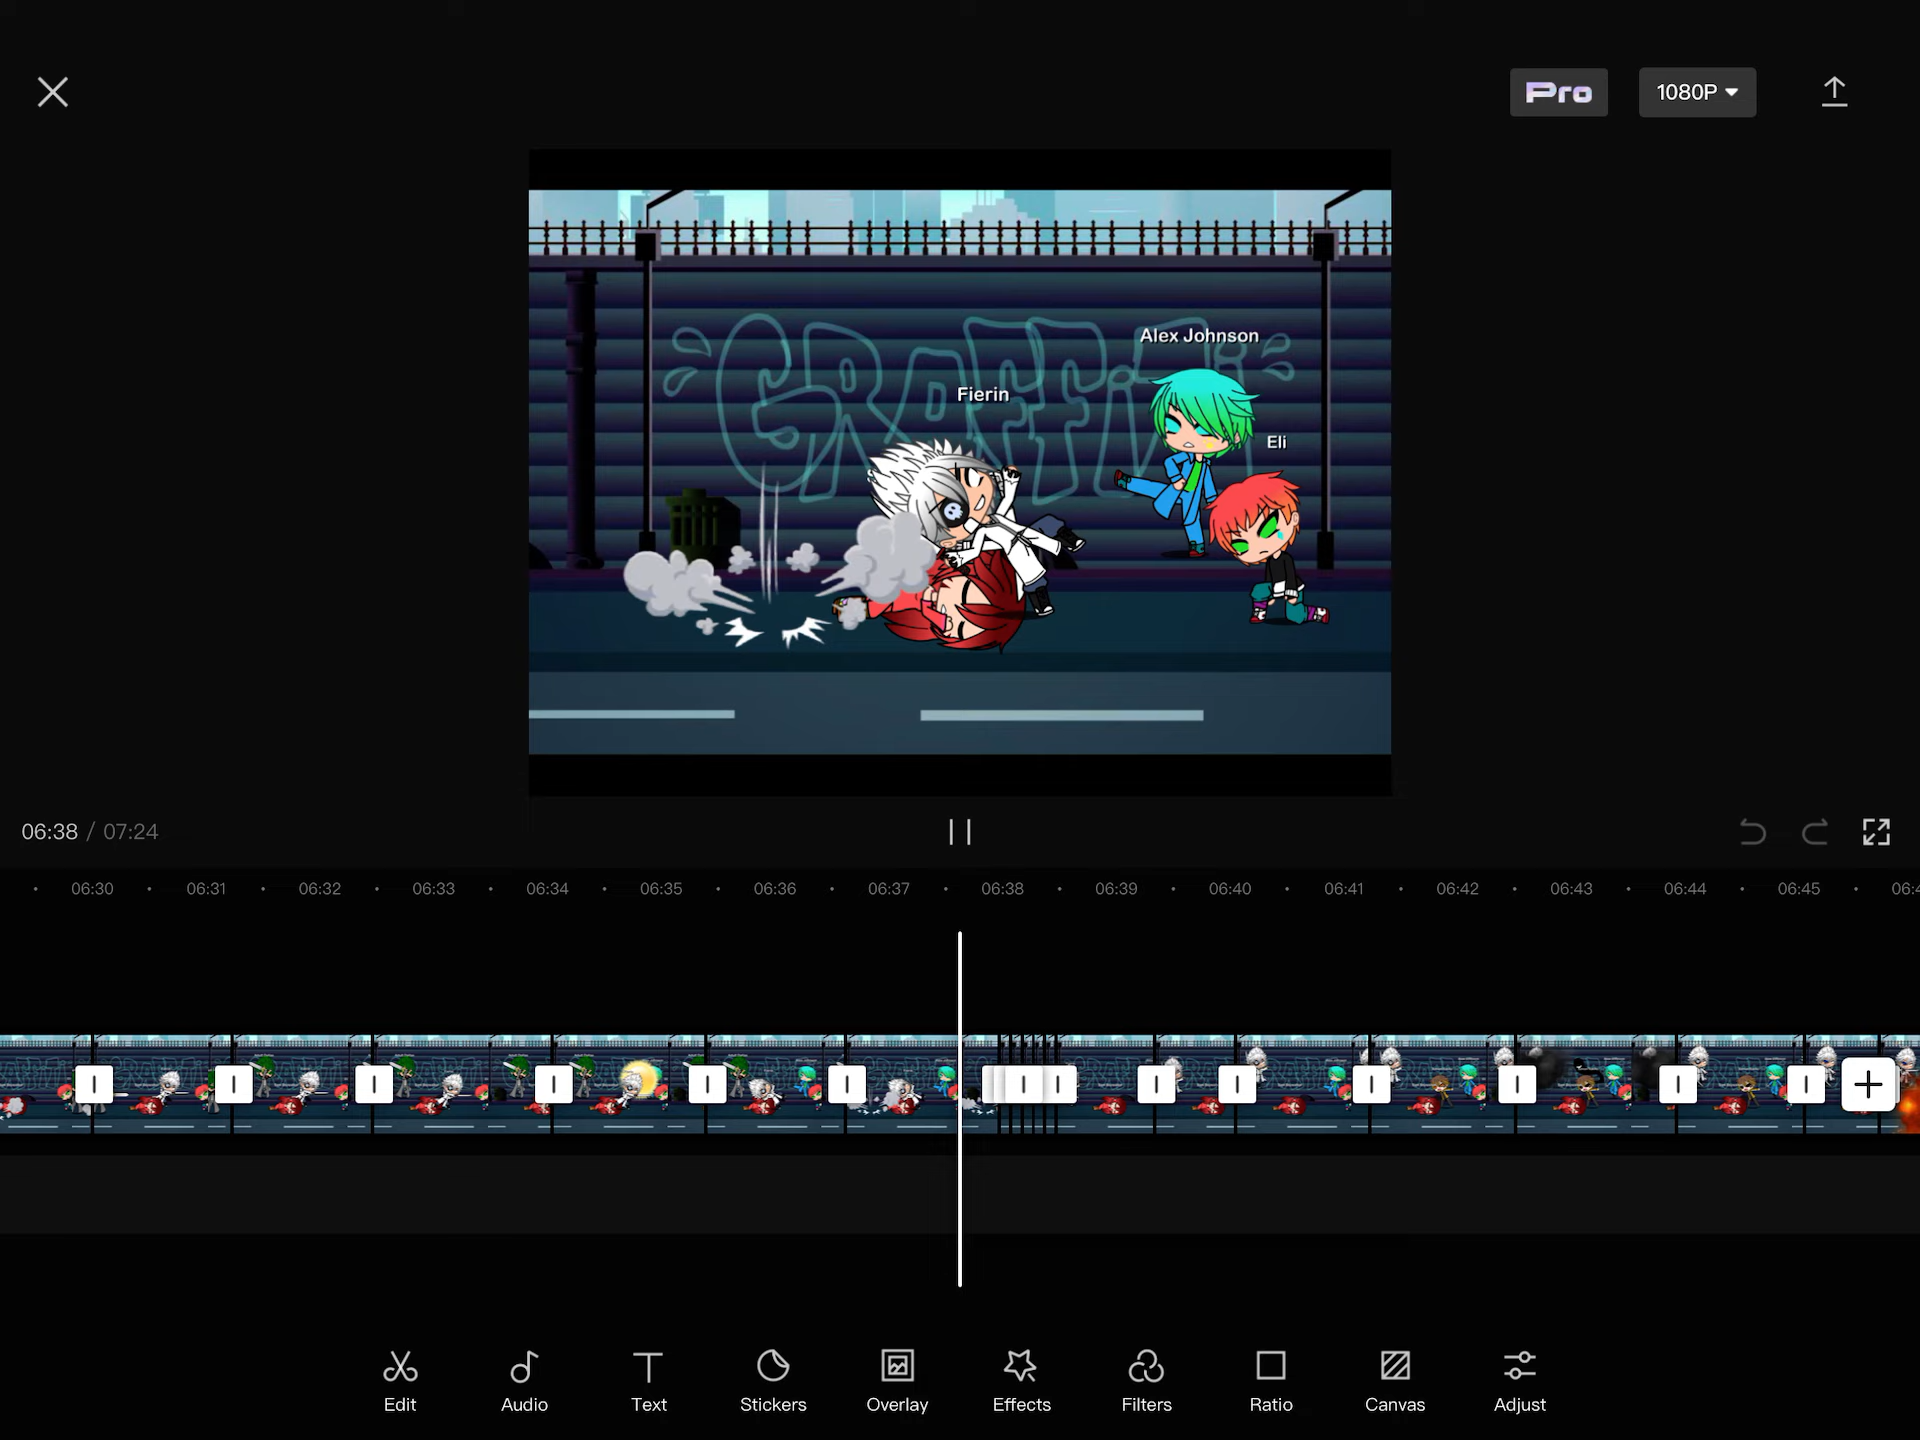 Pro
1080P
GRAFFiTi
Alex Johnson
Fierin
Eli
06:38 / 07:24
06:30 06:31 06:32 06:33 06:34 06:35 06:36 06:37 06:38 06:39 06:40 06:41 06:42 06:43 06:44 06:45
Edit Audio Text Stickers Overlay Effects Filters Ratio Canvas Adjust